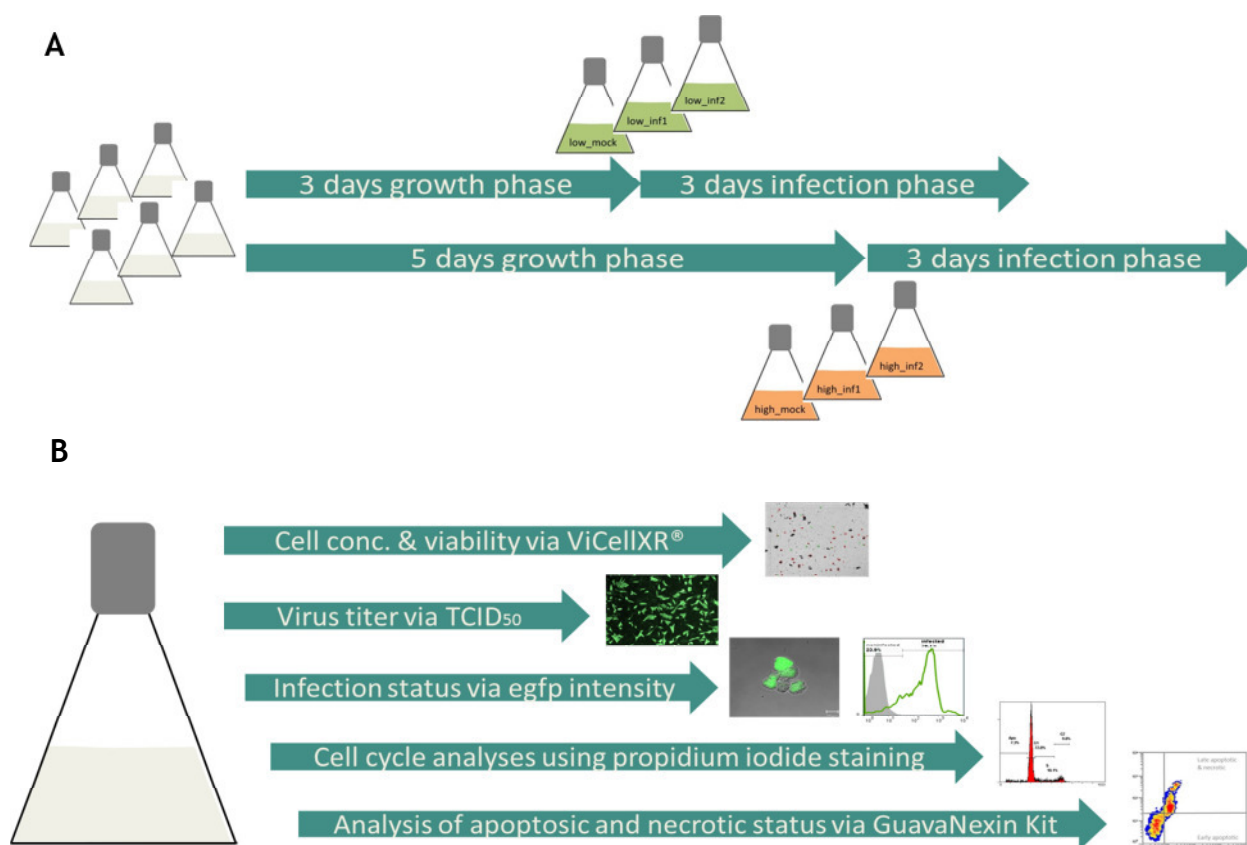 A
low_inf2
low_inf1
low_mock
3 days growth phase
3 days infection phase
5 days growth phase
3 days infection phase
high_inf2
high_inf1
high_mock
B
Cell conc. & viability via ViCellXR®
Virus titer via TCID50
Infection status via egfp intensity
infected
Cell cycle analyses using propidium iodide staining
Late apoptotic
& necrotic
Analysis of apoptosic and necrotic status via GuavaNexin Kit
Early apoptotic